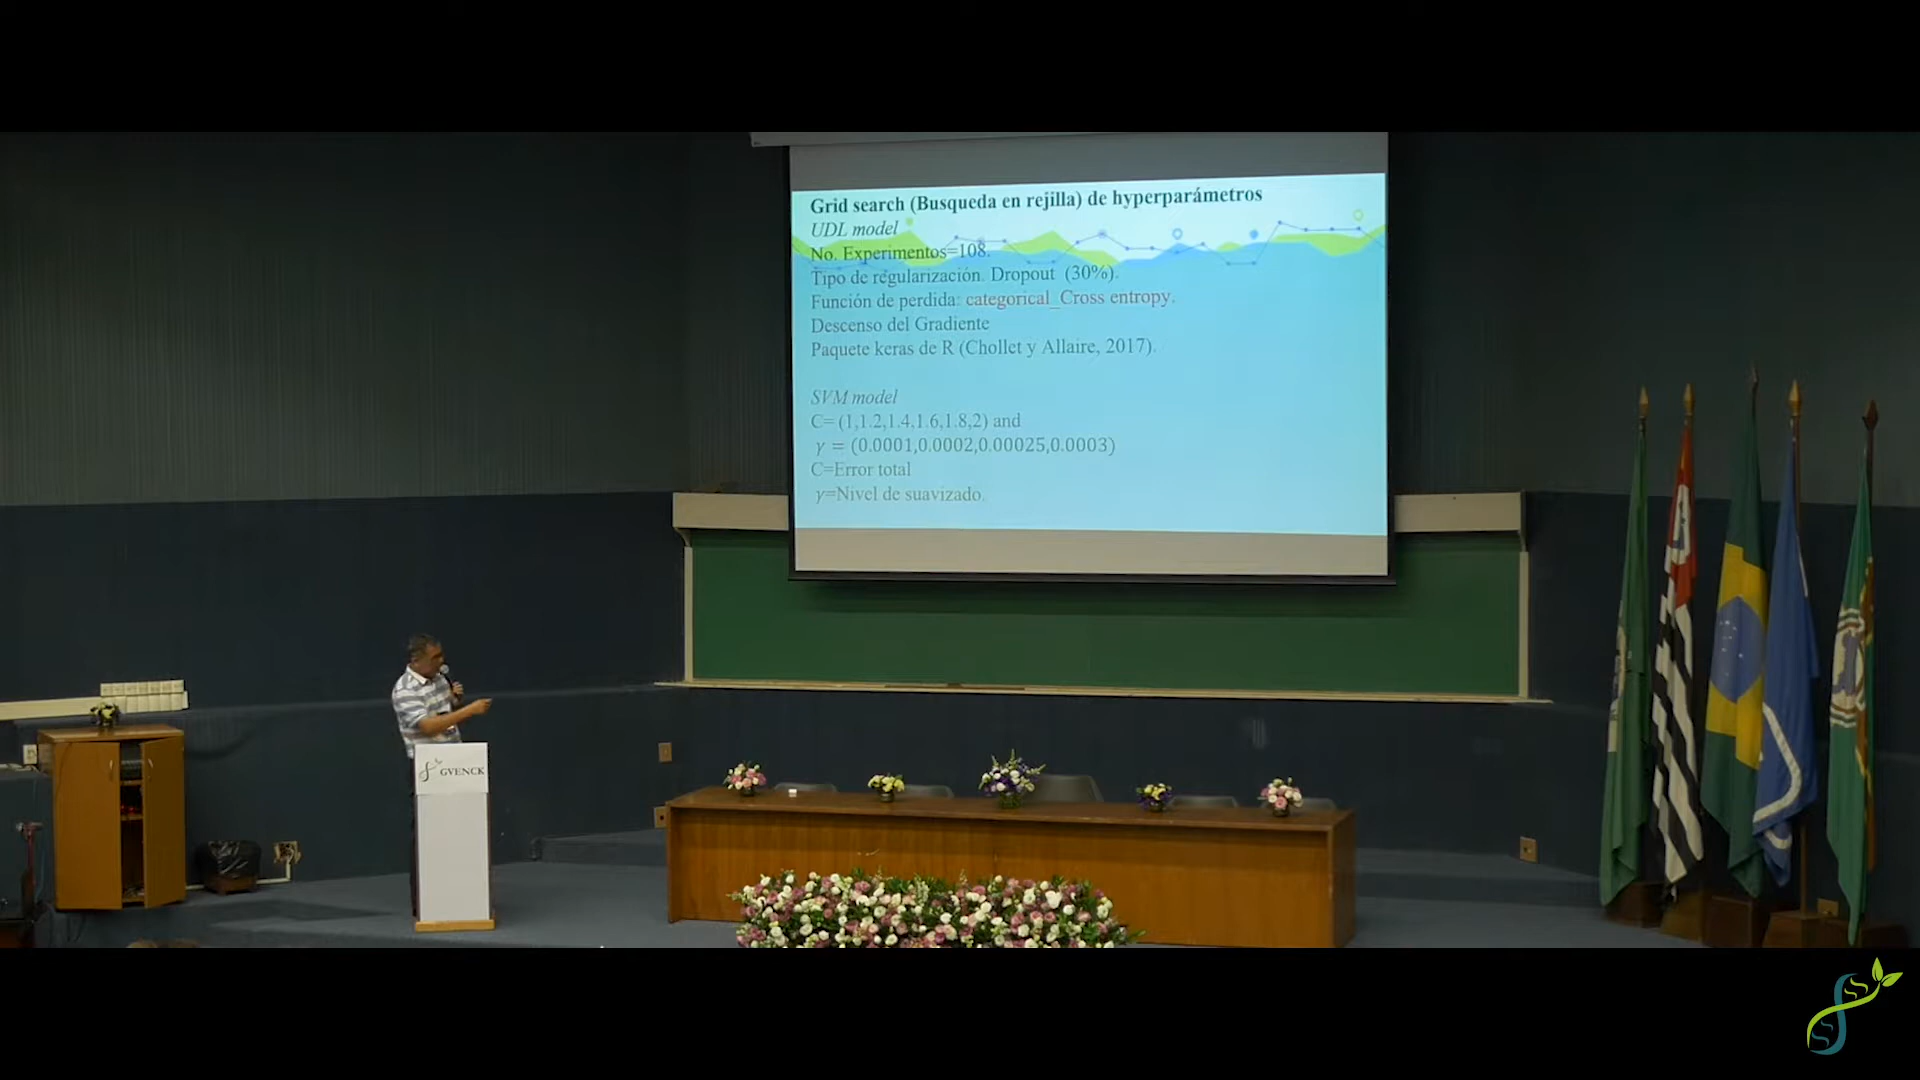 Grid search (Busqueda en rejilla) de hyperparámetros
UDL model
No. Experimentos=108.
Tipo de regularización. Dropout (30%).
Función de perdida: categorical_Cross entropy.
Descenso del Gradiente
Paquete keras de R (Chollet y Allaire, 2017).
SVM model
C= (1,1.2,1.4,1.6,1.8,2) and
γ = (0.0001,0.0002,0.00025,0.0003)
C=Error total
γ=Nivel de suavizado.
GVENCK